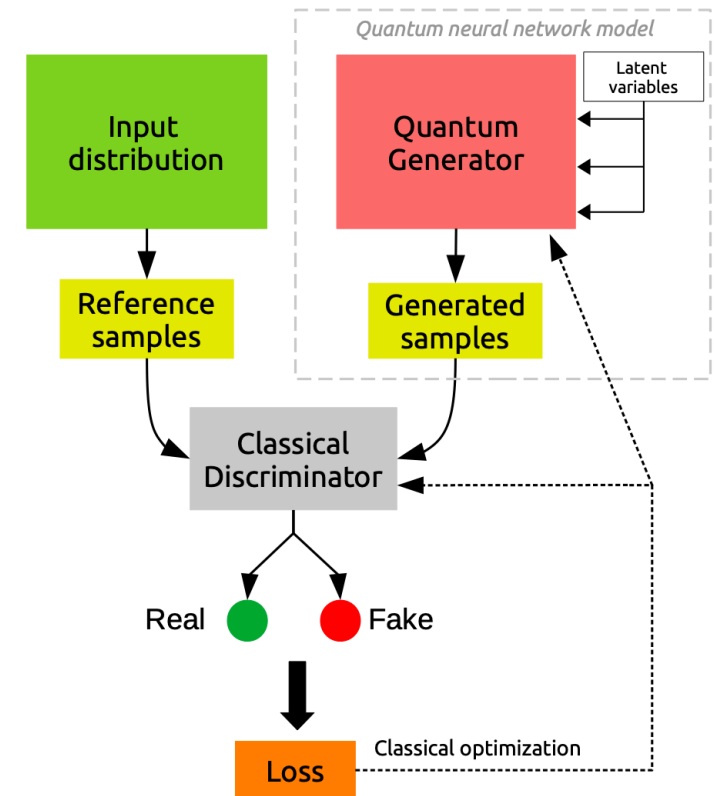 Quantum neural network model
Input
distribution
Quantum
Generator
Latent
variables
Reference
samples
Generated
samples
Classical
Discriminator
Real
Fake
Classical optimization
Loss